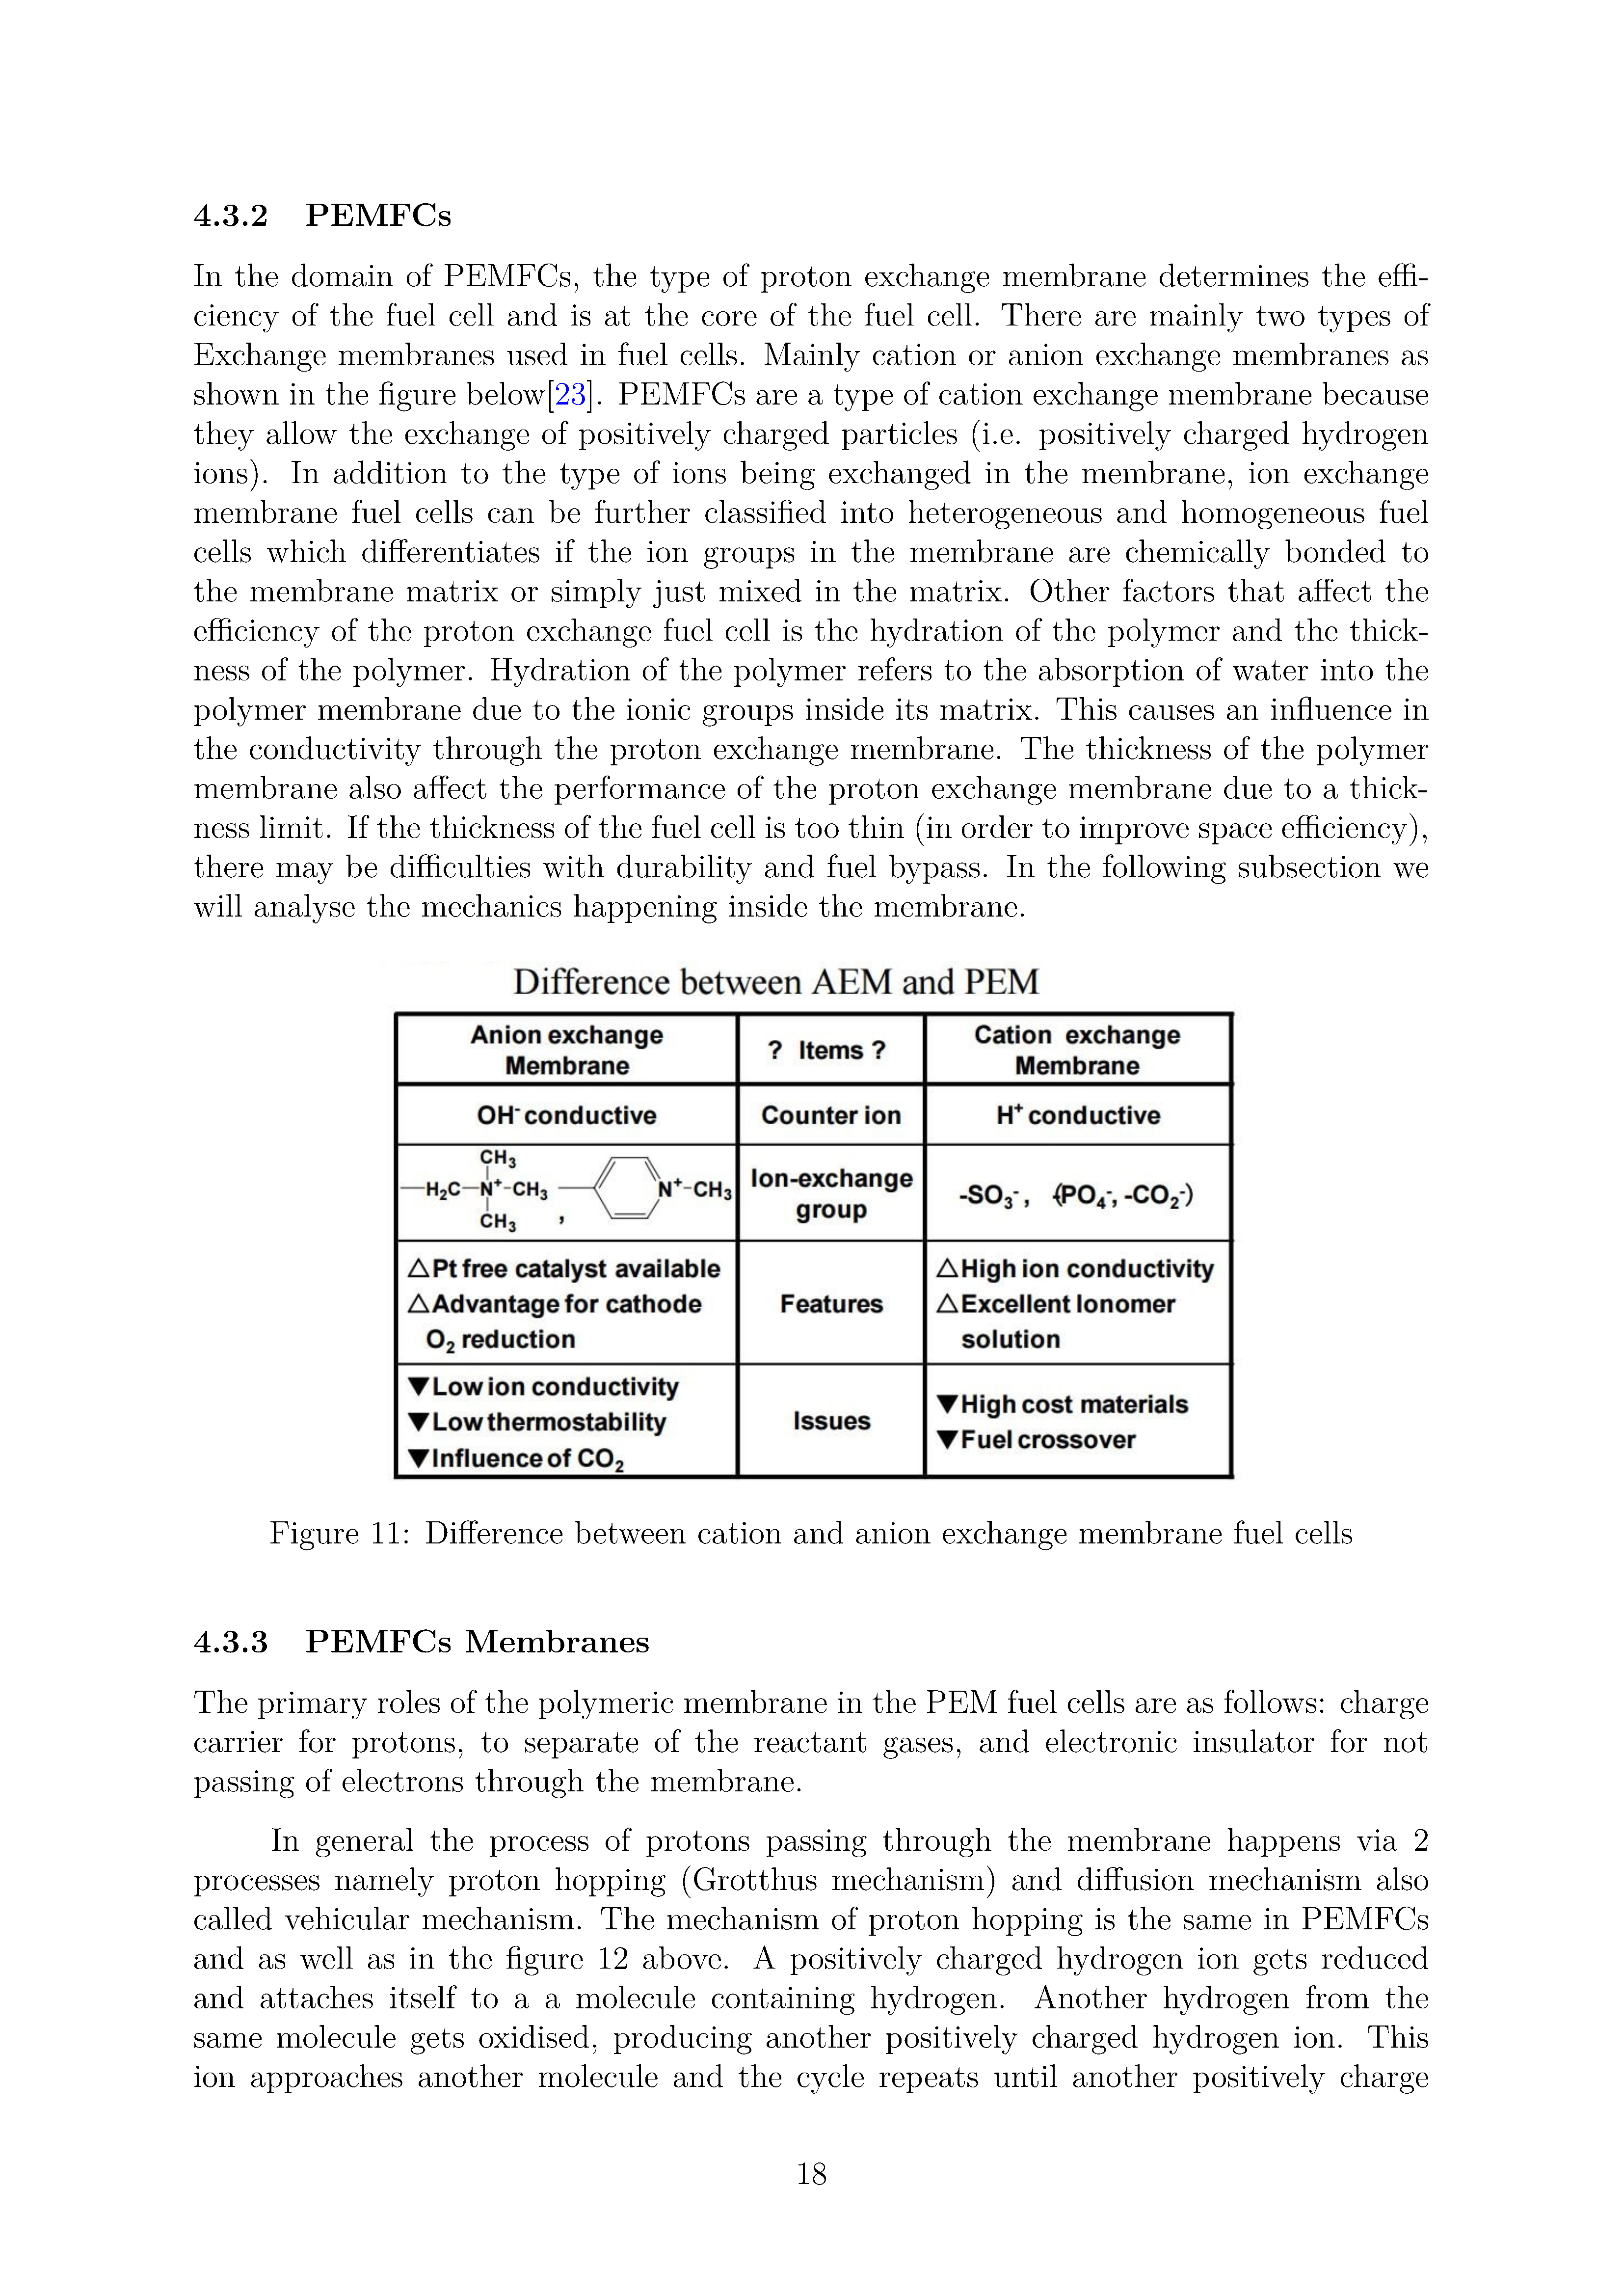 4.3.2 PEMFCs
In the domain of PEMFCs, the type of proton exchange membrane determines the effi-
ciency of the fuel cell and is at the core of the fuel cell. There are mainly two types of
Exchange membranes used in fuel cells. Mainly cation or anion exchange membranes as
shown in the figure below[23]. PEMFCs are a type of cation exchange membrane because
they allow the exchange of positively charged particles (i.e. positively charged hydrogen
ions). In addition to the type of ions being exchanged in the membrane, ion exchange
membrane fuel cells can be further classified into heterogeneous and homogeneous fuel
cells which differentiates if the ion groups in the membrane are chemically bonded to
the membrane matrix or simply just mixed in the matrix. Other factors that affect the
efficiency of the proton exchange fuel cell is the hydration of the polymer and the thick-
ness of the polymer. Hydration of the polymer refers to the absorption of water into the
polymer membrane due to the ionic groups inside its matrix. This causes an influence in
the conductivity through the proton exchange membrane. The thickness of the polymer
membrane also affect the performance of the proton exchange membrane due to a thick-
ness limit. If the thickness of the fuel cell is too thin (in order to improve space efficiency),
there may be difficulties with durability and fuel bypass. In the following subsection we
will analyse the mechanics happening inside the membrane.
Difference between AEM and PEM
Anion exchange Membrane ? Items ? Cation exchange Membrane
OH⁻ conductive Counter ion H⁺ conductive
CH₃
—H₂C—N⁺-CH₃ N⁺-CH₃ Ion-exchange group -SO₃⁻, (PO₄⁻, -CO₂⁻)
CH₃ ,
△Pt free catalyst available △High ion conductivity
△Advantage for cathode Features △Excellent Ionomer
O₂ reduction solution
▼Low ion conductivity ▼High cost materials
▼Low thermostability Issues ▼Fuel crossover
▼Influence of CO₂
Figure 11: Difference between cation and anion exchange membrane fuel cells
4.3.3 PEMFCs Membranes
The primary roles of the polymeric membrane in the PEM fuel cells are as follows: charge
carrier for protons, to separate of the reactant gases, and electronic insulator for not
passing of electrons through the membrane.
In general the process of protons passing through the membrane happens via 2
processes namely proton hopping (Grotthus mechanism) and diffusion mechanism also
called vehicular mechanism. The mechanism of proton hopping is the same in PEMFCs
and as well as in the figure 12 above. A positively charged hydrogen ion gets reduced
and attaches itself to a a molecule containing hydrogen. Another hydrogen from the
same molecule gets oxidised, producing another positively charged hydrogen ion. This
ion approaches another molecule and the cycle repeats until another positively charge
18